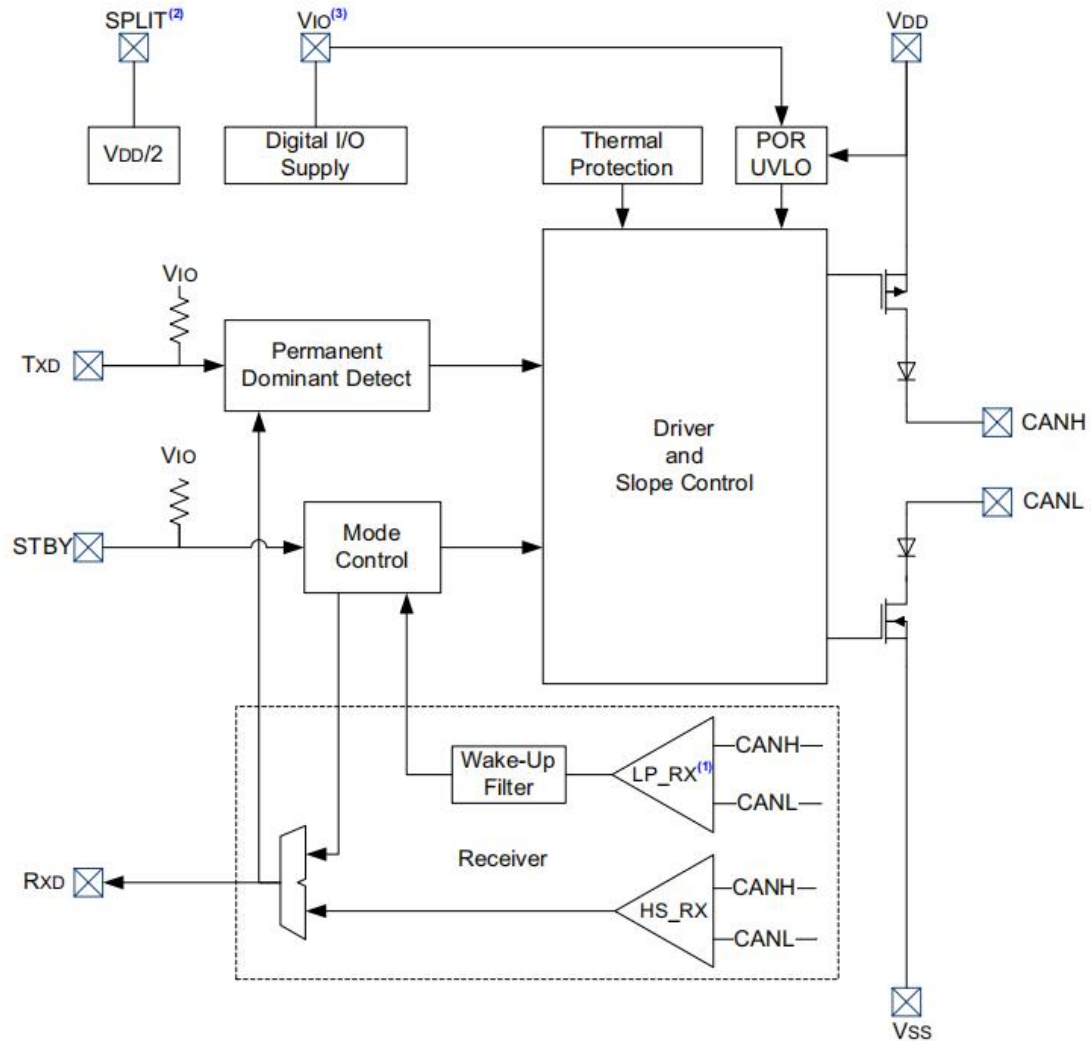 SPLIT(2)
VIO(3)
VDD
VDD/2
Digital I/O
Supply
Thermal
Protection
POR
UVLO
VIO
TXD
Permanent
Dominant Detect
Driver
and
Slope Control
CANH
CANL
VIO
STBY
Mode
Control
Wake-Up
Filter
LP_RX(1)
CANH
CANL
Receiver
RXD
HS_RX
CANH
CANL
VSS